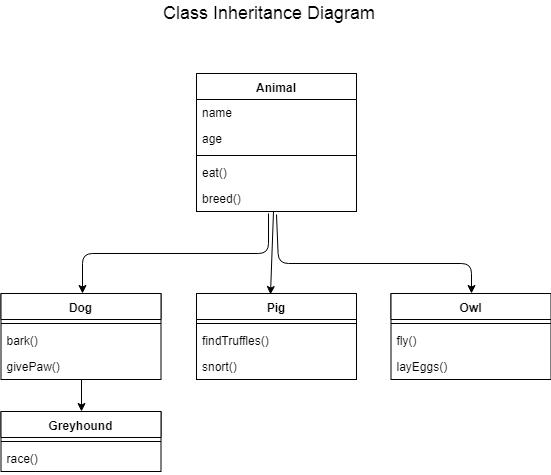 Class Inheritance Diagram
Animal
name
age
eat()
breed()
Dog
bark()
givePaw()
Pig
findTruffles()
snort()
Owl
fly()
layEggs()
Greyhound
race()